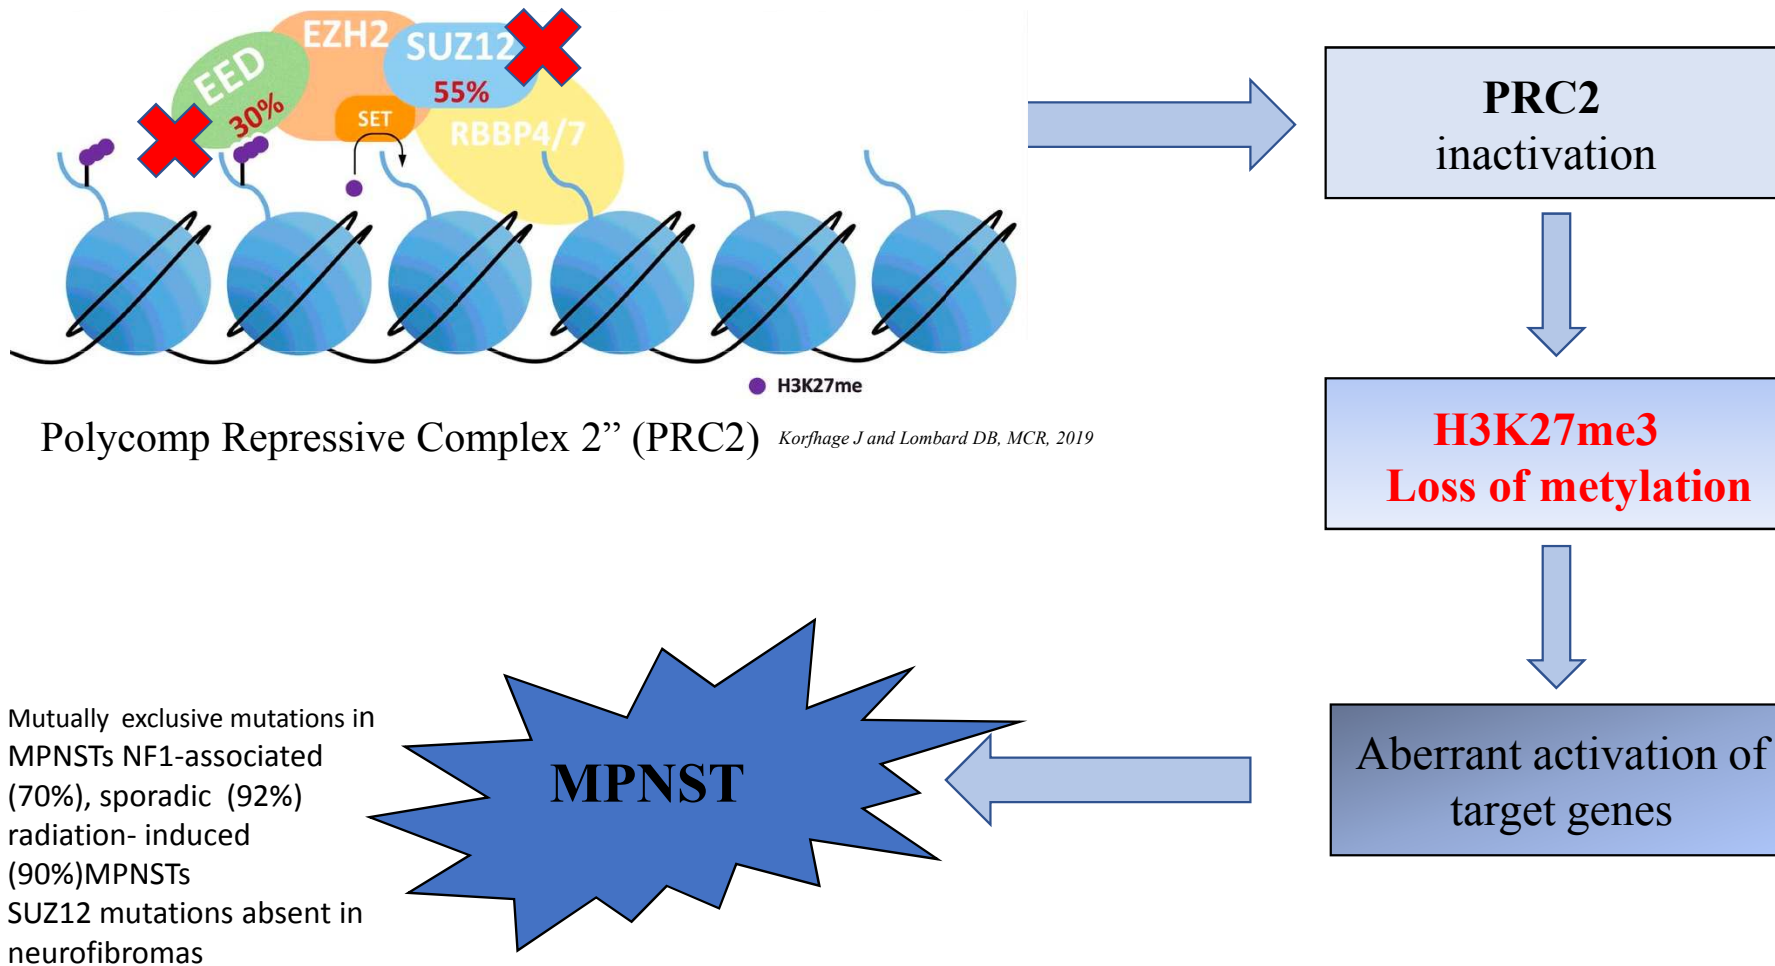 EZH2
SUZ12
EED
55%
30%
SET
RBBP4/7
H3K27me
Polycomp Repressive Complex 2” (PRC2) Korfhage J and Lombard DB, MCR, 2019
PRC2
inactivation
H3K27me3
Loss of metylation
Aberrant activation of
target genes
MPNST
Mutually exclusive mutations in
MPNSTs NF1-associated
(70%), sporadic (92%)
radiation- induced
(90%)MPNSTs
SUZ12 mutations absent in
neurofibromas